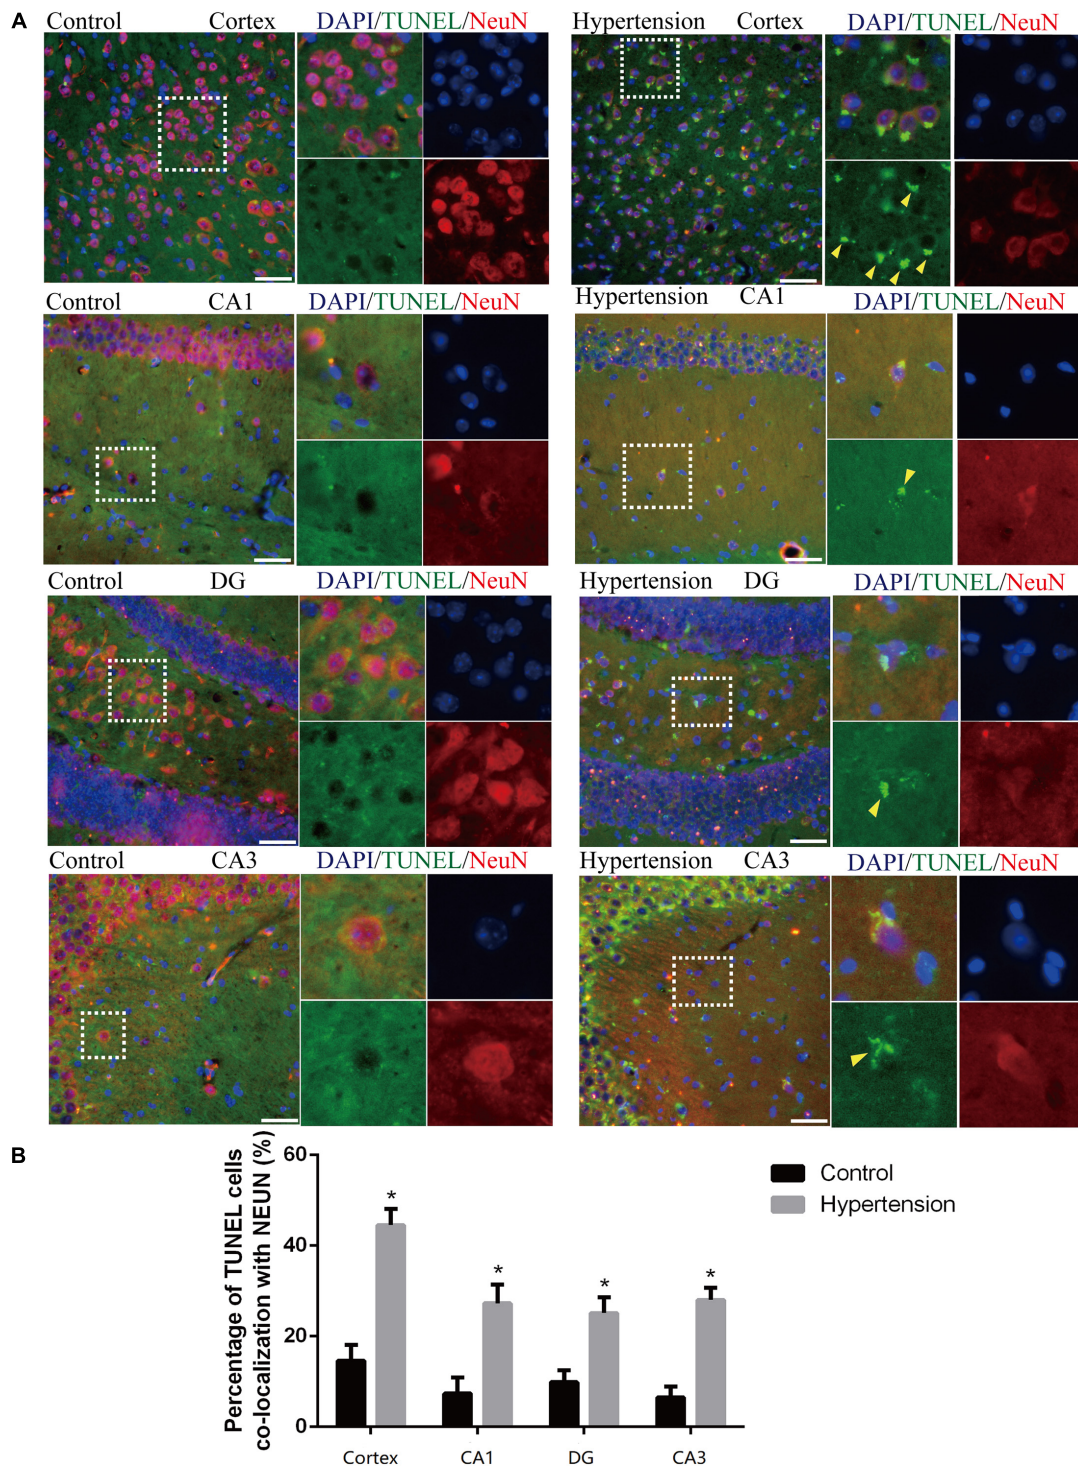 A
Control Cortex DAPI/TUNEL/NeuN Hypertension Cortex DAPI/TUNEL/NeuN
Control CA1 DAPI/TUNEL/NeuN Hypertension CA1 DAPI/TUNEL/NeuN
Control DG DAPI/TUNEL/NeuN Hypertension DG DAPI/TUNEL/NeuN
Control CA3 DAPI/TUNEL/NeuN Hypertension CA3 DAPI/TUNEL/NeuN
B
Percentage of TUNEL cells
co-localization with NEUN (%)
60
40
20
0
* * * *
Cortex CA1 DG CA3
Control
Hypertension